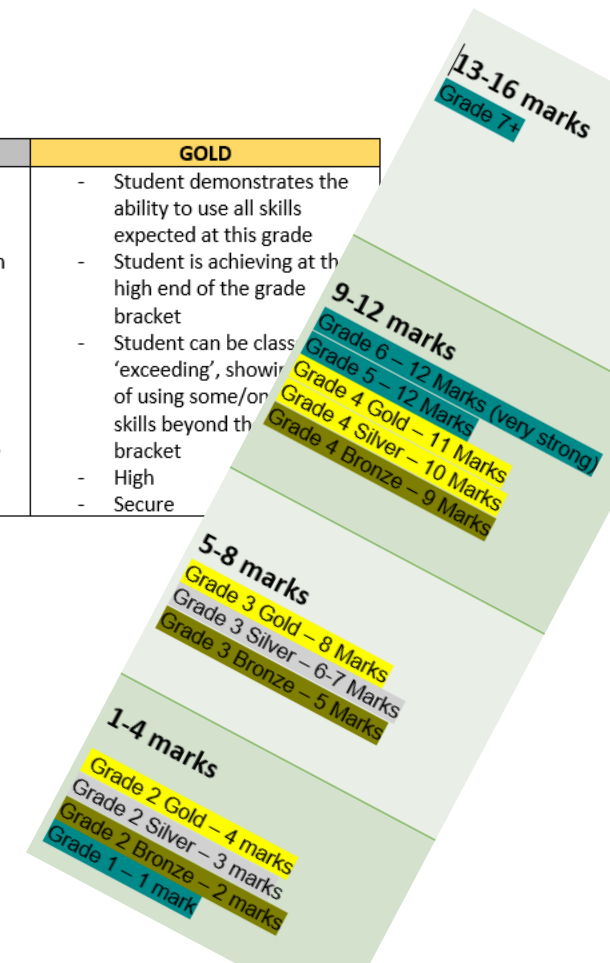 GOLD
- Student demonstrates the
ability to use all skills
expected at this grade
- Student is achieving at the
high end of the grade
bracket
- Student can be class
‘exceeding’, showi
of using some/on
skills beyond th
bracket
- High
- Secure
13-16 marks
Grade 7+
9-12 marks
Grade 6 – 12 Marks (very strong)
Grade 5 – 12 Marks
Grade 4 Gold – 11 Marks
Grade 4 Silver – 10 Marks
Grade 4 Bronze – 9 Marks
5-8 marks
Grade 3 Gold – 8 Marks
Grade 3 Silver – 6-7 Marks
Grade 3 Bronze – 5 Marks
1-4 marks
Grade 2 Gold – 4 marks
Grade 2 Silver – 3 marks
Grade 2 Bronze – 2 marks
Grade 1 – 1 mark